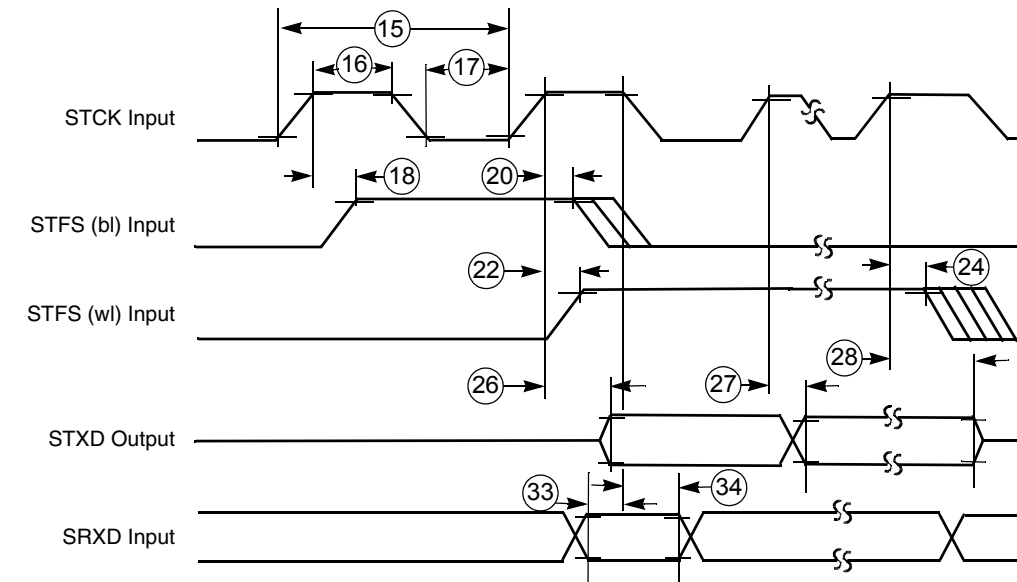 15
16
17
STCK Input
18
20
STFS (bl) Input
22
24
STFS (wl) Input
26
27
28
STXD Output
33
34
SRXD Input